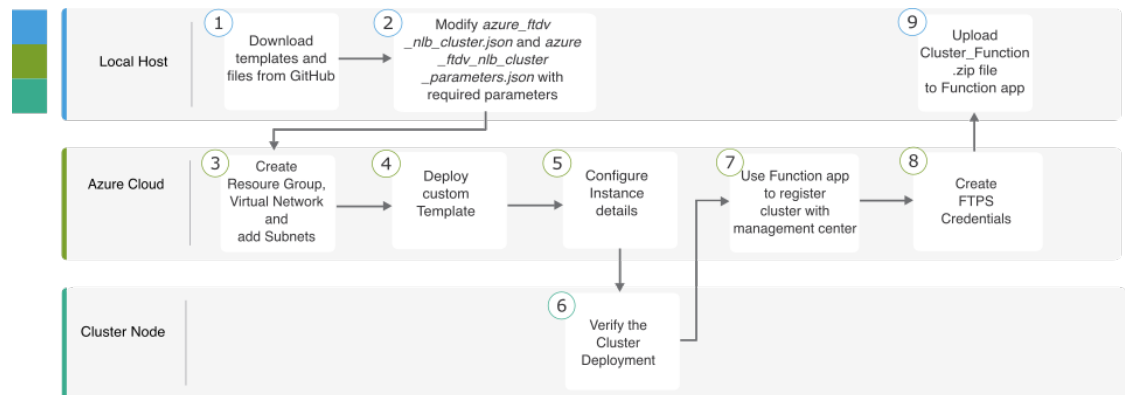 Local Host
1
Download
templates and
files from GitHub
2
Modify azure_ftdv
_nlb_cluster.json and azure
_ftdv_nlb_cluster
_parameters.json with
required parameters
9
Upload
Cluster_Function
.zip file
to Function app
Azure Cloud
3
Create
Resoure Group,
Virtual Network
and
add Subnets
4
Deploy
custom
Template
5
Configure
Instance
details
7
Use Function app
to register
cluster with
management center
8
Create
FTPS
Credentials
Cluster Node
6
Verify the
Cluster
Deployment